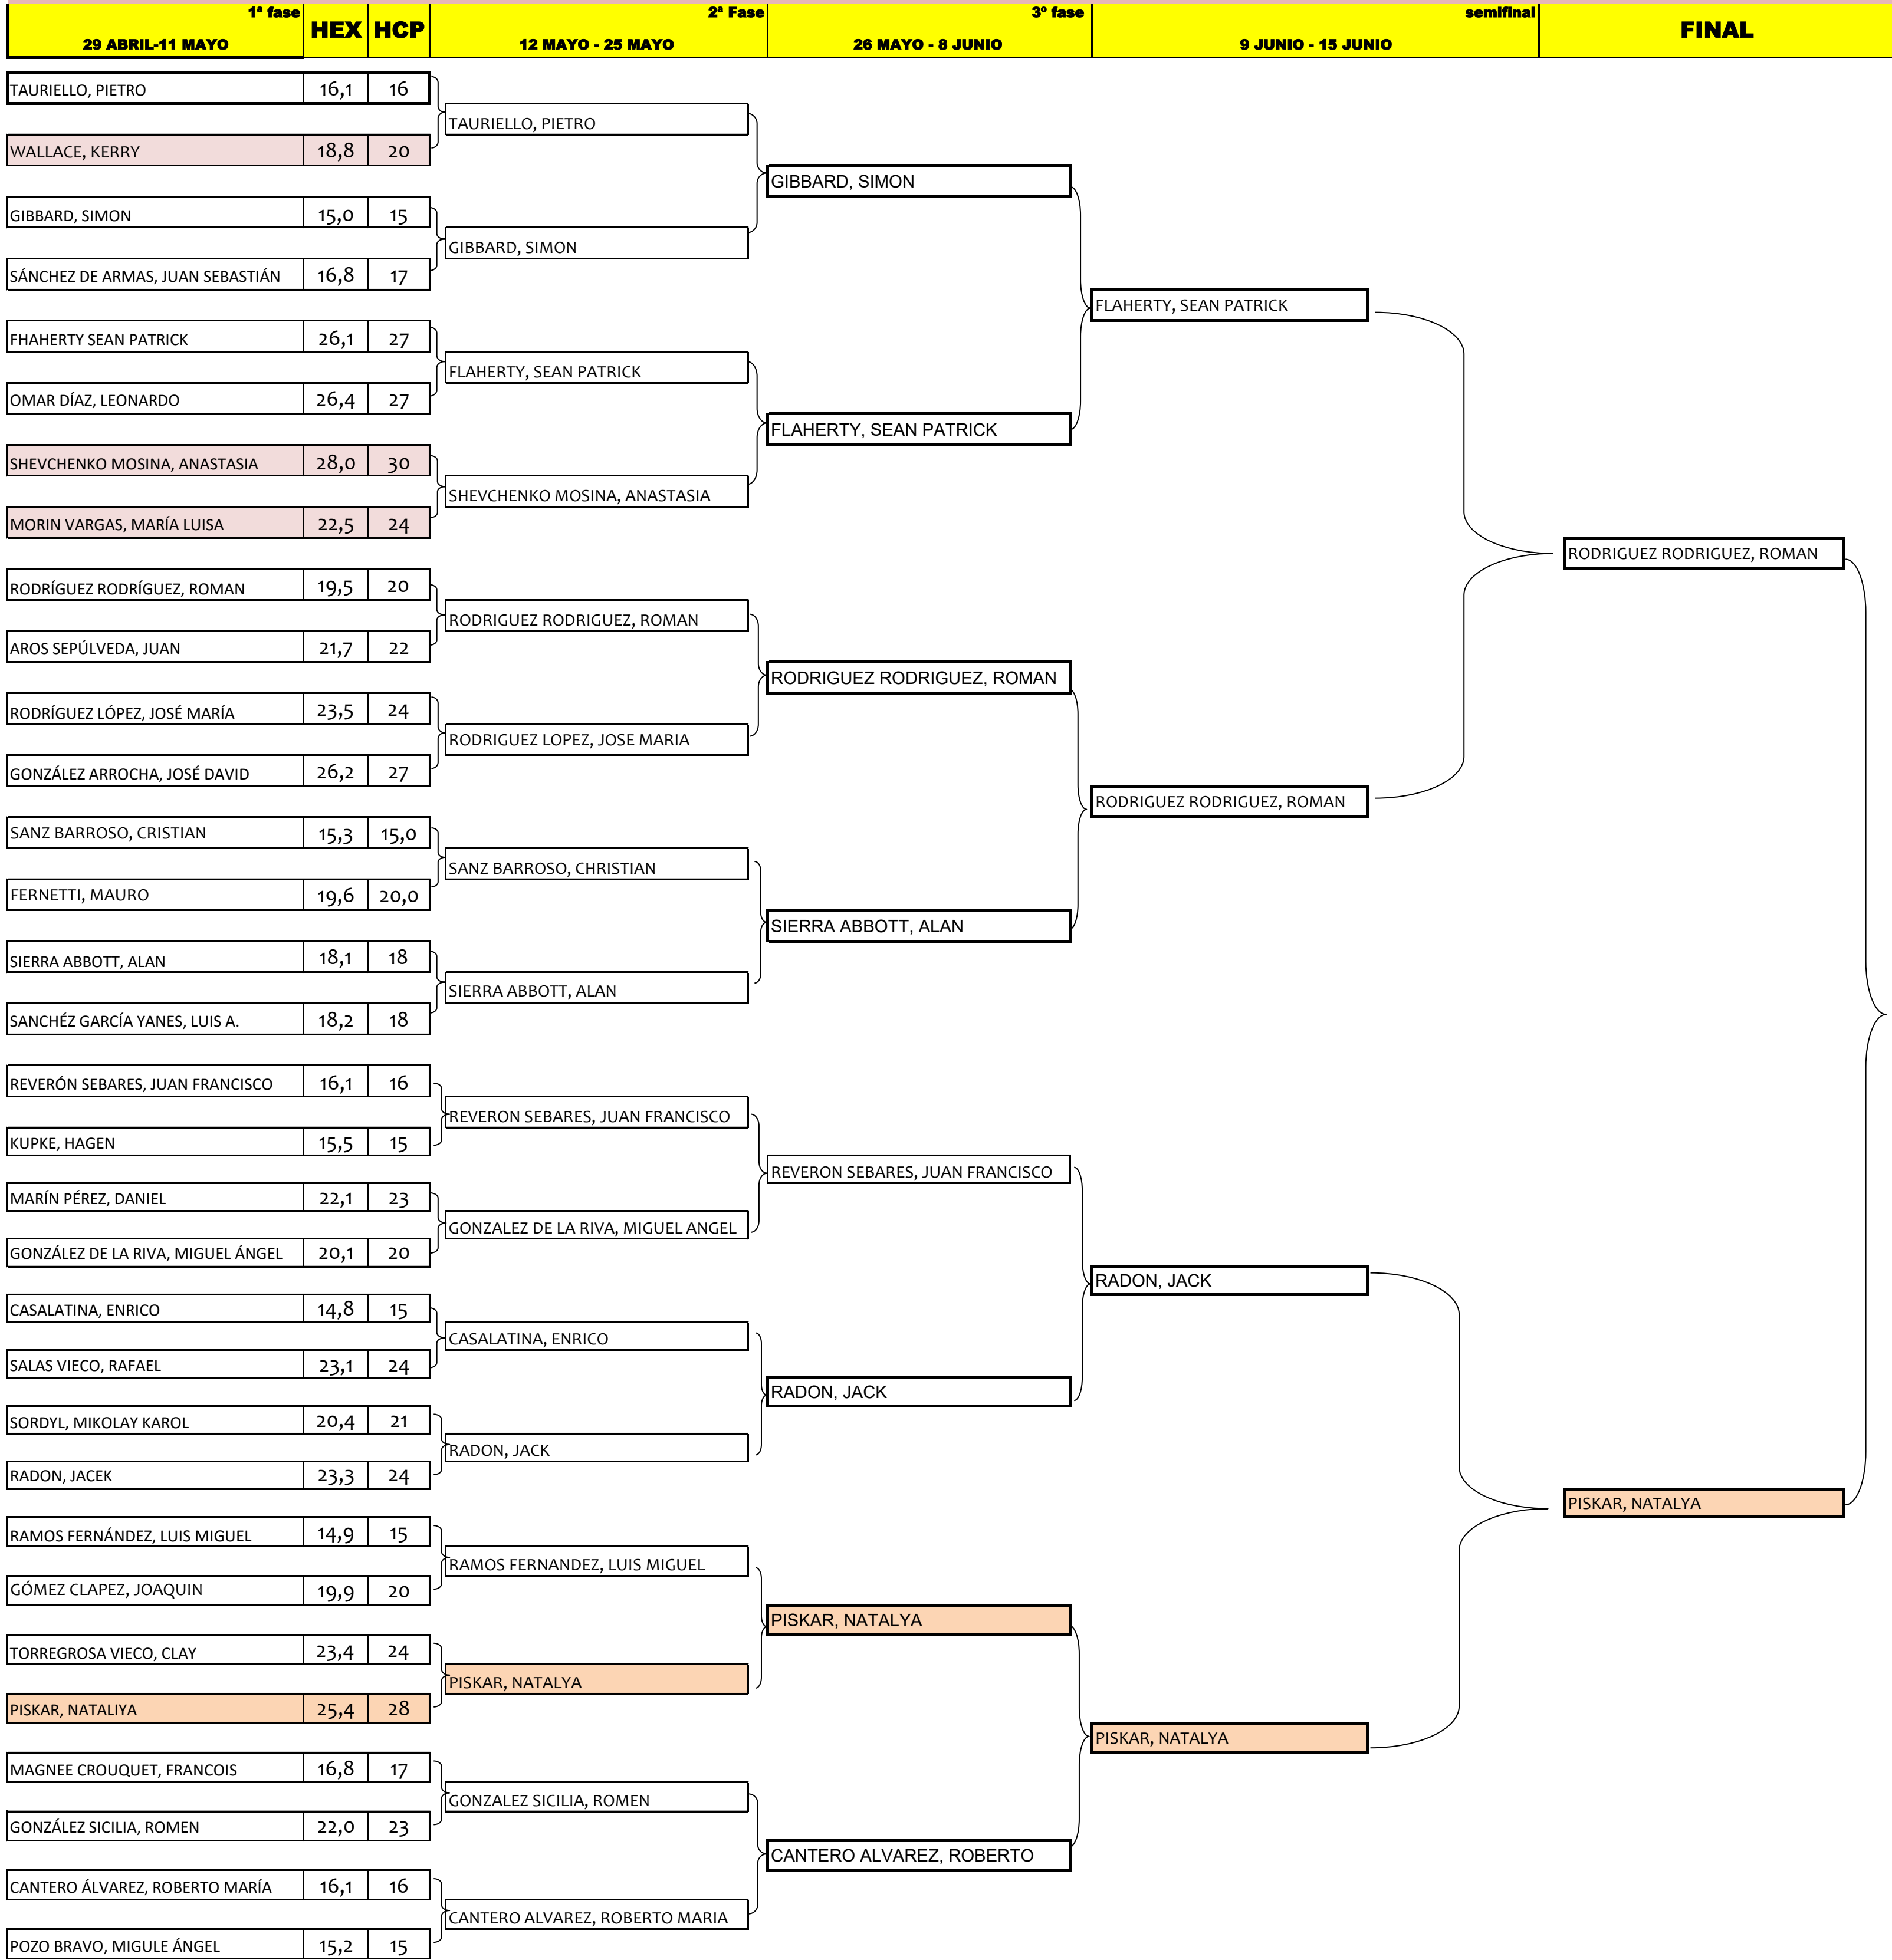 1ª fase HEX HCP 2ª Fase 3º fase semifinal FINAL
29 ABRIL-11 MAYO 12 MAYO - 25 MAYO 26 MAYO - 8 JUNIO 9 JUNIO - 15 JUNIO
TAURIELLO, PIETRO 16,1 16
TAURIELLO, PIETRO
WALLACE, KERRY 18,8 20
GIBBARD, SIMON
GIBBARD, SIMON 15,0 15
GIBBARD, SIMON
SÁNCHEZ DE ARMAS, JUAN SEBASTIÁN 16,8 17
FLAHERTY, SEAN PATRICK
FHAHERTY SEAN PATRICK 26,1 27
FLAHERTY, SEAN PATRICK
OMAR DÍAZ, LEONARDO 26,4 27
FLAHERTY, SEAN PATRICK
SHEVCHENKO MOSINA, ANASTASIA 28,0 30
SHEVCHENKO MOSINA, ANASTASIA
MORIN VARGAS, MARÍA LUISA 22,5 24
RODRIGUEZ RODRIGUEZ, ROMAN
RODRÍGUEZ RODRÍGUEZ, ROMAN 19,5 20
RODRIGUEZ RODRIGUEZ, ROMAN
AROS SEPÚLVEDA, JUAN 21,7 22
RODRIGUEZ RODRIGUEZ, ROMAN
RODRÍGUEZ LÓPEZ, JOSÉ MARÍA 23,5 24
RODRIGUEZ LOPEZ, JOSE MARIA
GONZÁLEZ ARROCHA, JOSÉ DAVID 26,2 27
RODRIGUEZ RODRIGUEZ, ROMAN
SANZ BARROSO, CRISTIAN 15,3 15,0
SANZ BARROSO, CHRISTIAN
FERNETTI, MAURO 19,6 20,0
SIERRA ABBOTT, ALAN
SIERRA ABBOTT, ALAN 18,1 18
SIERRA ABBOTT, ALAN
SANCHÉZ GARCÍA YANES, LUIS A. 18,2 18
REVERÓN SEBARES, JUAN FRANCISCO 16,1 16
REVERON SEBARES, JUAN FRANCISCO
KUPKE, HAGEN 15,5 15
REVERON SEBARES, JUAN FRANCISCO
MARÍN PÉREZ, DANIEL 22,1 23
GONZALEZ DE LA RIVA, MIGUEL ANGEL
GONZÁLEZ DE LA RIVA, MIGUEL ÁNGEL 20,1 20
RADON, JACK
CASALATINA, ENRICO 14,8 15
CASALATINA, ENRICO
SALAS VIECO, RAFAEL 23,1 24
RADON, JACK
SORDYL, MIKOLAY KAROL 20,4 21
RADON, JACK
RADON, JACEK 23,3 24
PISKAR, NATALYA
RAMOS FERNÁNDEZ, LUIS MIGUEL 14,9 15
RAMOS FERNANDEZ, LUIS MIGUEL
GÓMEZ CLAPEZ, JOAQUIN 19,9 20
PISKAR, NATALYA
TORREGROSA VIECO, CLAY 23,4 24
PISKAR, NATALYA
PISKAR, NATALIYA 25,4 28
PISKAR, NATALYA
MAGNEE CROUQUET, FRANCOIS 16,8 17
GONZALEZ SICILIA, ROMEN
GONZÁLEZ SICILIA, ROMEN 22,0 23
CANTERO ALVAREZ, ROBERTO
CANTERO ÁLVAREZ, ROBERTO MARÍA 16,1 16
CANTERO ALVAREZ, ROBERTO MARIA
POZO BRAVO, MIGULE ÁNGEL 15,2 15